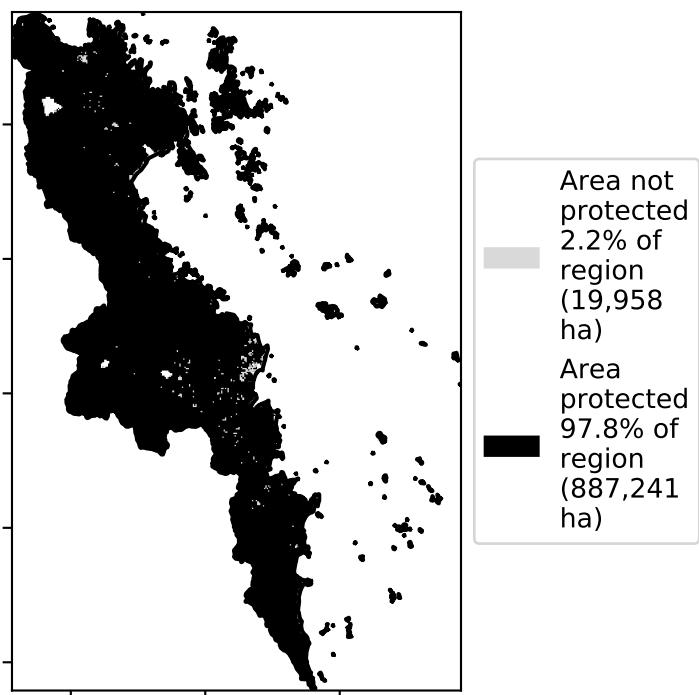 Area not
protected
2.2% of
region
(19,958
ha)
Area
protected
97.8% of
region
(887,241
ha)